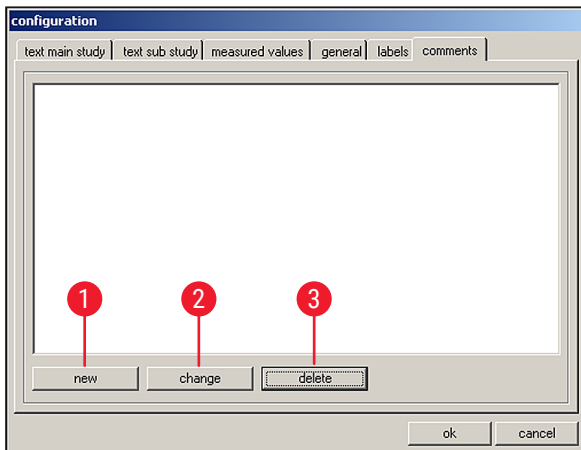 configuration
text main study text sub study measured values general labels comments
1 2 3
new change delete
ok cancel